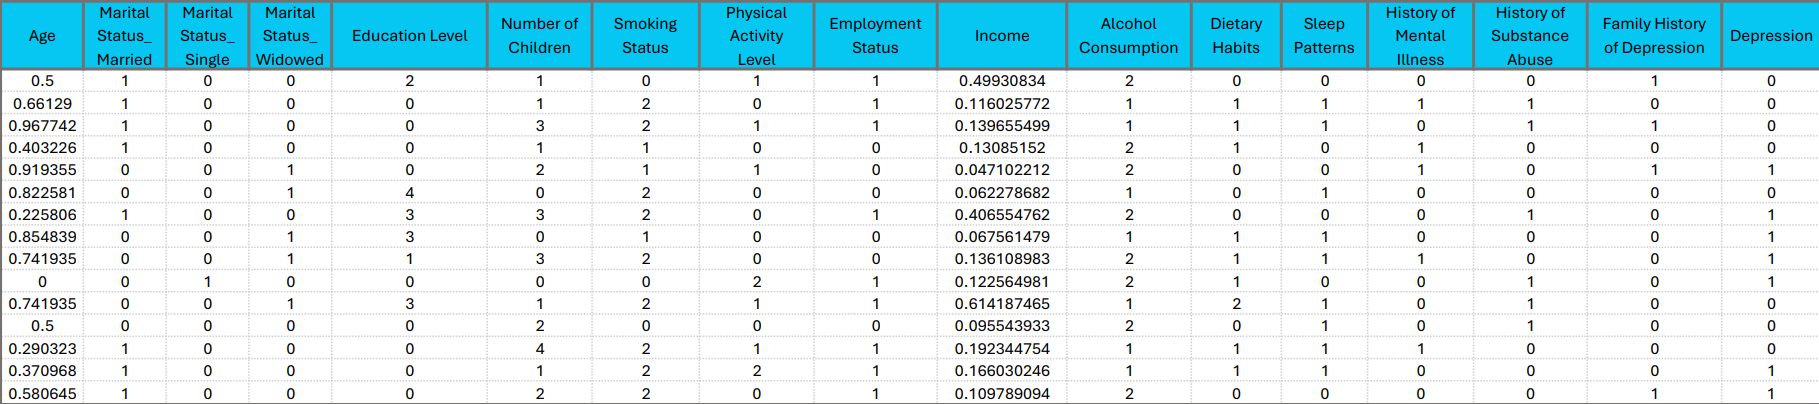 Age Marital Status_ Married Marital Status_ Single Marital Status_ Widowed Education Level Number of Children Smoking Status Physical Activity Level Employment Status Income Alcohol Consumption Dietary Habits Sleep Patterns History of Mental Illness History of Substance Abuse Family History of Depression Depression
0.5 1 0 0 2 1 0 1 1 0.49930834 2 0 0 0 0 1 0
0.66129 1 0 0 0 1 2 0 1 0.116025772 1 1 1 1 1 0 0
0.967742 1 0 0 0 3 2 1 1 0.139655499 1 1 1 0 1 1 0
0.403226 1 0 0 0 1 1 0 0 0.13085152 2 1 0 1 0 0 0
0.919355 0 0 1 0 2 1 1 0 0.047102212 2 0 0 1 0 1 1
0.822581 0 0 1 4 0 2 0 0 0.062278682 1 0 1 0 0 0 0
0.225806 1 0 0 3 3 2 0 1 0.406554762 2 0 0 0 1 0 1
0.854839 0 0 1 3 0 1 0 0 0.067561479 1 1 1 0 0 0 1
0.741935 0 0 1 1 3 2 0 0 0.136108983 2 1 1 1 0 0 1
0 0 1 0 0 0 0 2 1 0.122564981 2 1 0 0 1 0 1
0.741935 0 0 1 3 1 2 1 1 0.614187465 1 2 1 0 1 0 0
0.5 0 0 0 0 2 0 0 0 0.095543933 2 0 1 0 1 0 0
0.290323 1 0 0 0 4 2 1 1 0.192344754 1 1 1 1 0 0 0
0.370968 1 0 0 0 1 2 2 1 0.166030246 1 1 1 0 0 0 1
0.580645 1 0 0 0 2 2 0 1 0.109789094 2 0 0 0 0 1 1